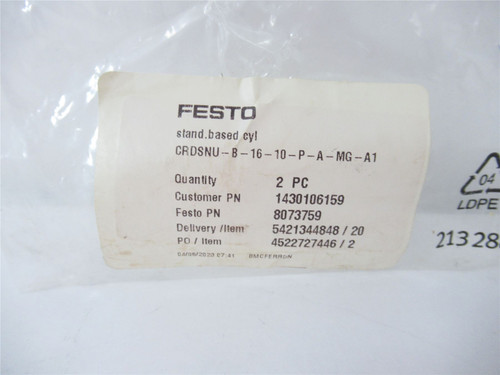 FESTO
stand.based cyl
CRDSNU-B-16-10-P-A-MG-A1
Quantity 2 PC
Customer PN 1430106159
Festo PN 8073759
Delivery /Item 5421344848 / 20
PO / Item 4522727446 / 2
04
LDPE
213 28